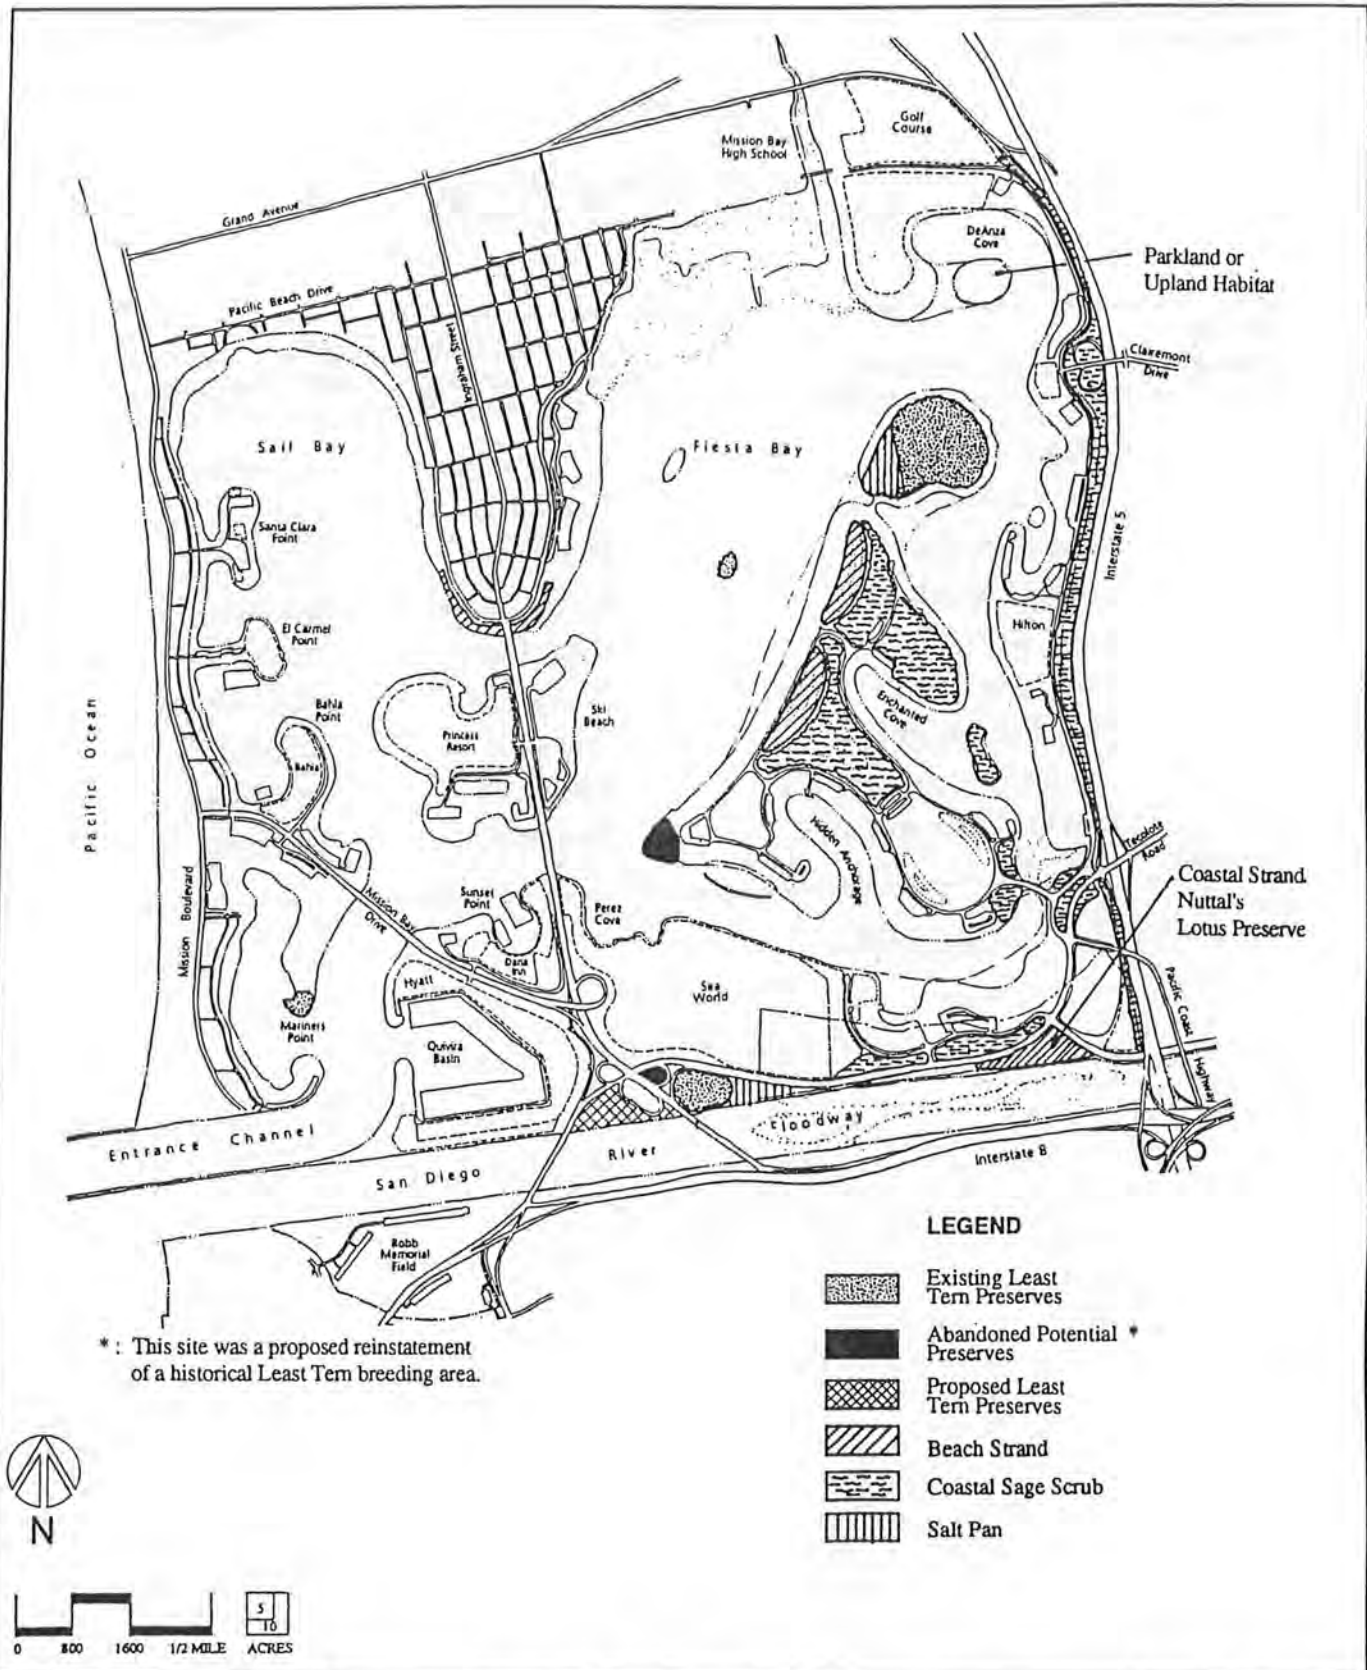 Golf
Course
Mission Bay
High School
Grand Avenue
DeAnza
Cove
Parkland or
Upland Habitat
Pacific Beach Drive
Ingraham Street
Clairemont
Drive
Sail Bay
Fiesta Bay
Santa Clara
Point
Interstate 5
El Carmel
Point
Hilton
Bahia
Point
Enchanted
Cove
Ski
Beach
Princess
Resort
Bahia
Pacific Ocean
Hidden Anchorage
Tecolote
Road
Mission Boulevard
Mission Bay
Drive
Sunset
Point
Perez
Cove
Coastal Strand
Nuttal's
Lotus Preserve
Dana
Inn
Hyatt
Sea
World
Pacific Coast Highway
Mariners
Point
Quivira
Basin
Floodway
Entrance Channel
River
San Diego
Interstate 8
Robb
Memorial
Field
LEGEND
Existing Least
Tern Preserves
Abandoned Potential *
Preserves
Proposed Least
Tern Preserves
Beach Strand
Coastal Sage Scrub
Salt Pan
* : This site was a proposed reinstatement
of a historical Least Tern breeding area.
N
5
10
0 800 1600 1/2 MILE ACRES